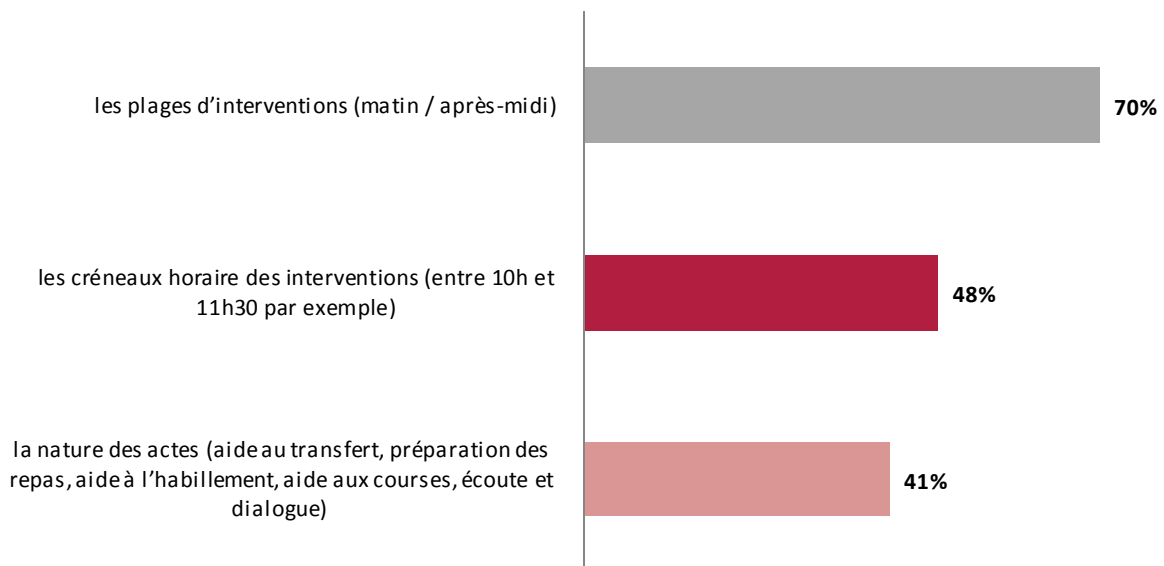 les plages d'interventions (matin / après-midi)
70%
les créneaux horaire des interventions (entre 10h et
11h30 par exemple)
48%
la nature des actes (aide au transfert, préparation des
repas, aide à l'habillement, aide aux courses, écoute et
dialogue)
41%